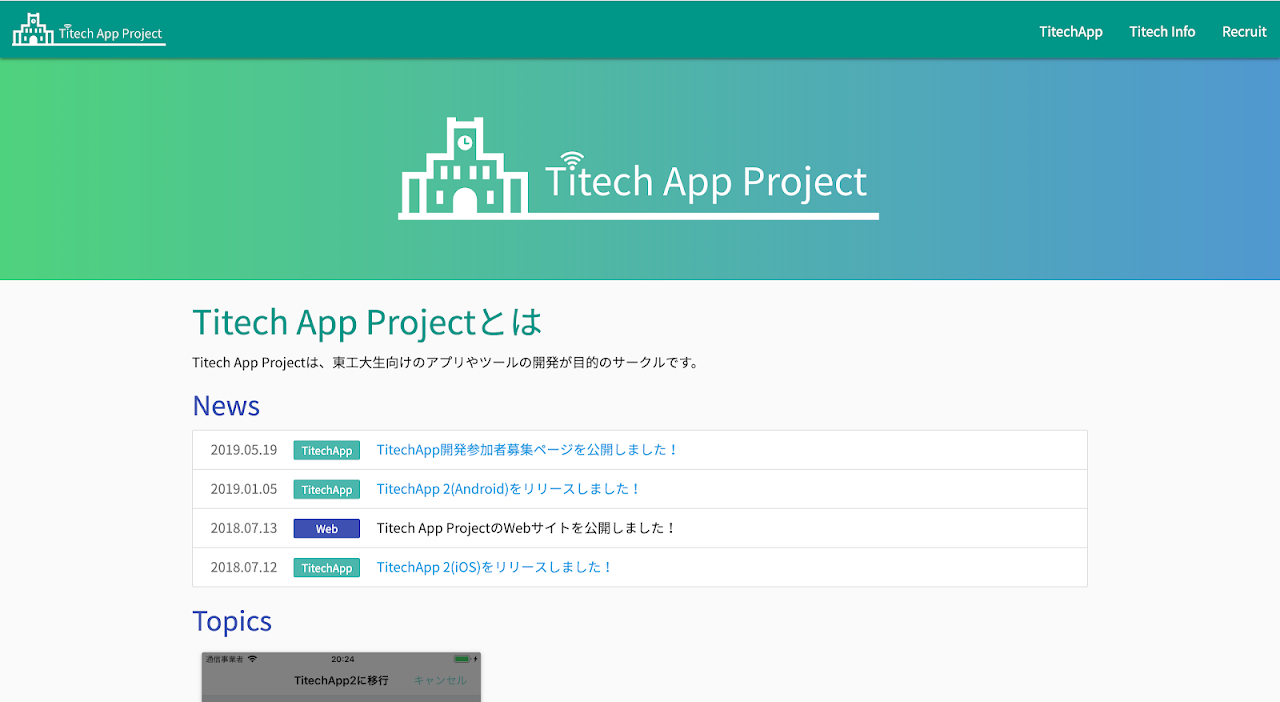 Titech App Project
TitechApp
Titech Info
Recruit
Titech App Project
Titech App Projectとは
Titech App Projectは、東工大生向けのアプリやツールの開発が目的のサークルです。
News
2019.05.19 TitechApp TitechApp開発参加者募集ページを公開しました！
2019.01.05 TitechApp TitechApp 2(Android)をリリースしました！
2018.07.13 Web Titech App ProjectのWebサイトを公開しました！
2018.07.12 TitechApp TitechApp 2(iOS)をリリースしました！
Topics
通信事業者 20:24
TitechApp2に移行 キャンセル